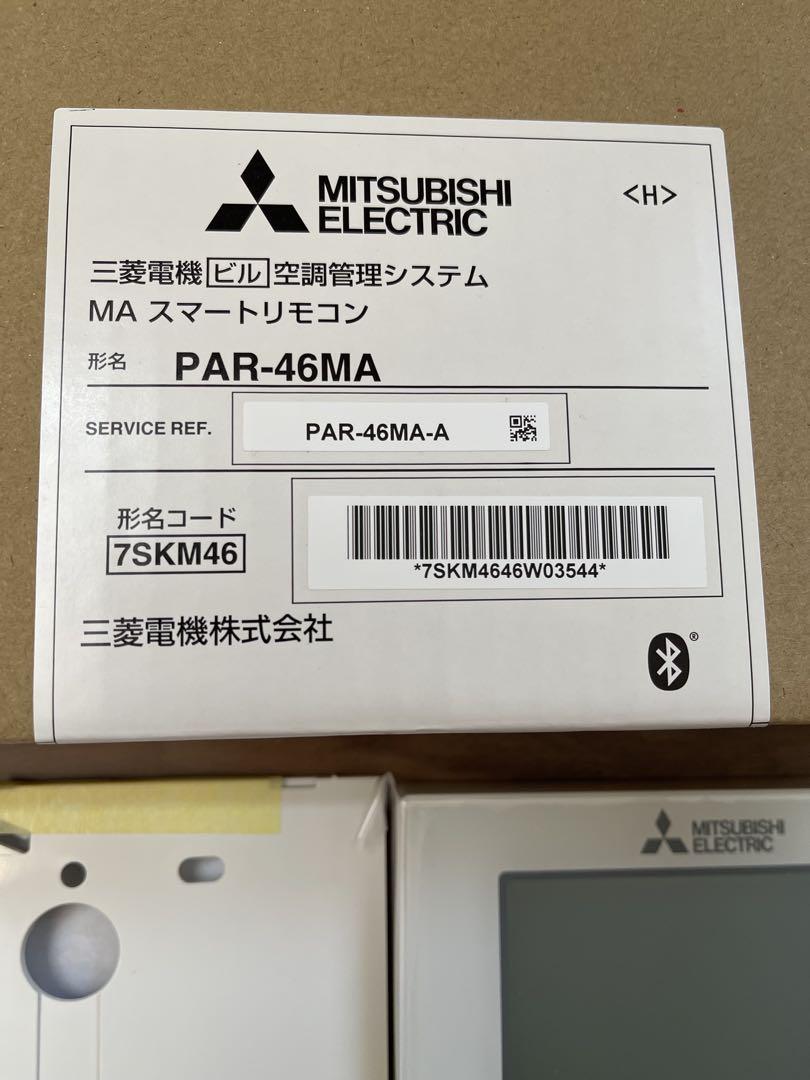 MITSUBISHI
ELECTRIC
<H>
三菱電機 ビル 空調管理システム
MA スマートリモコン
形名 PAR-46MA
SERVICE REF. PAR-46MA-A
形名コード
7SKM46
*7SKM4646W03544*
三菱電機株式会社
®
MITSUBISHI
ELECTRIC